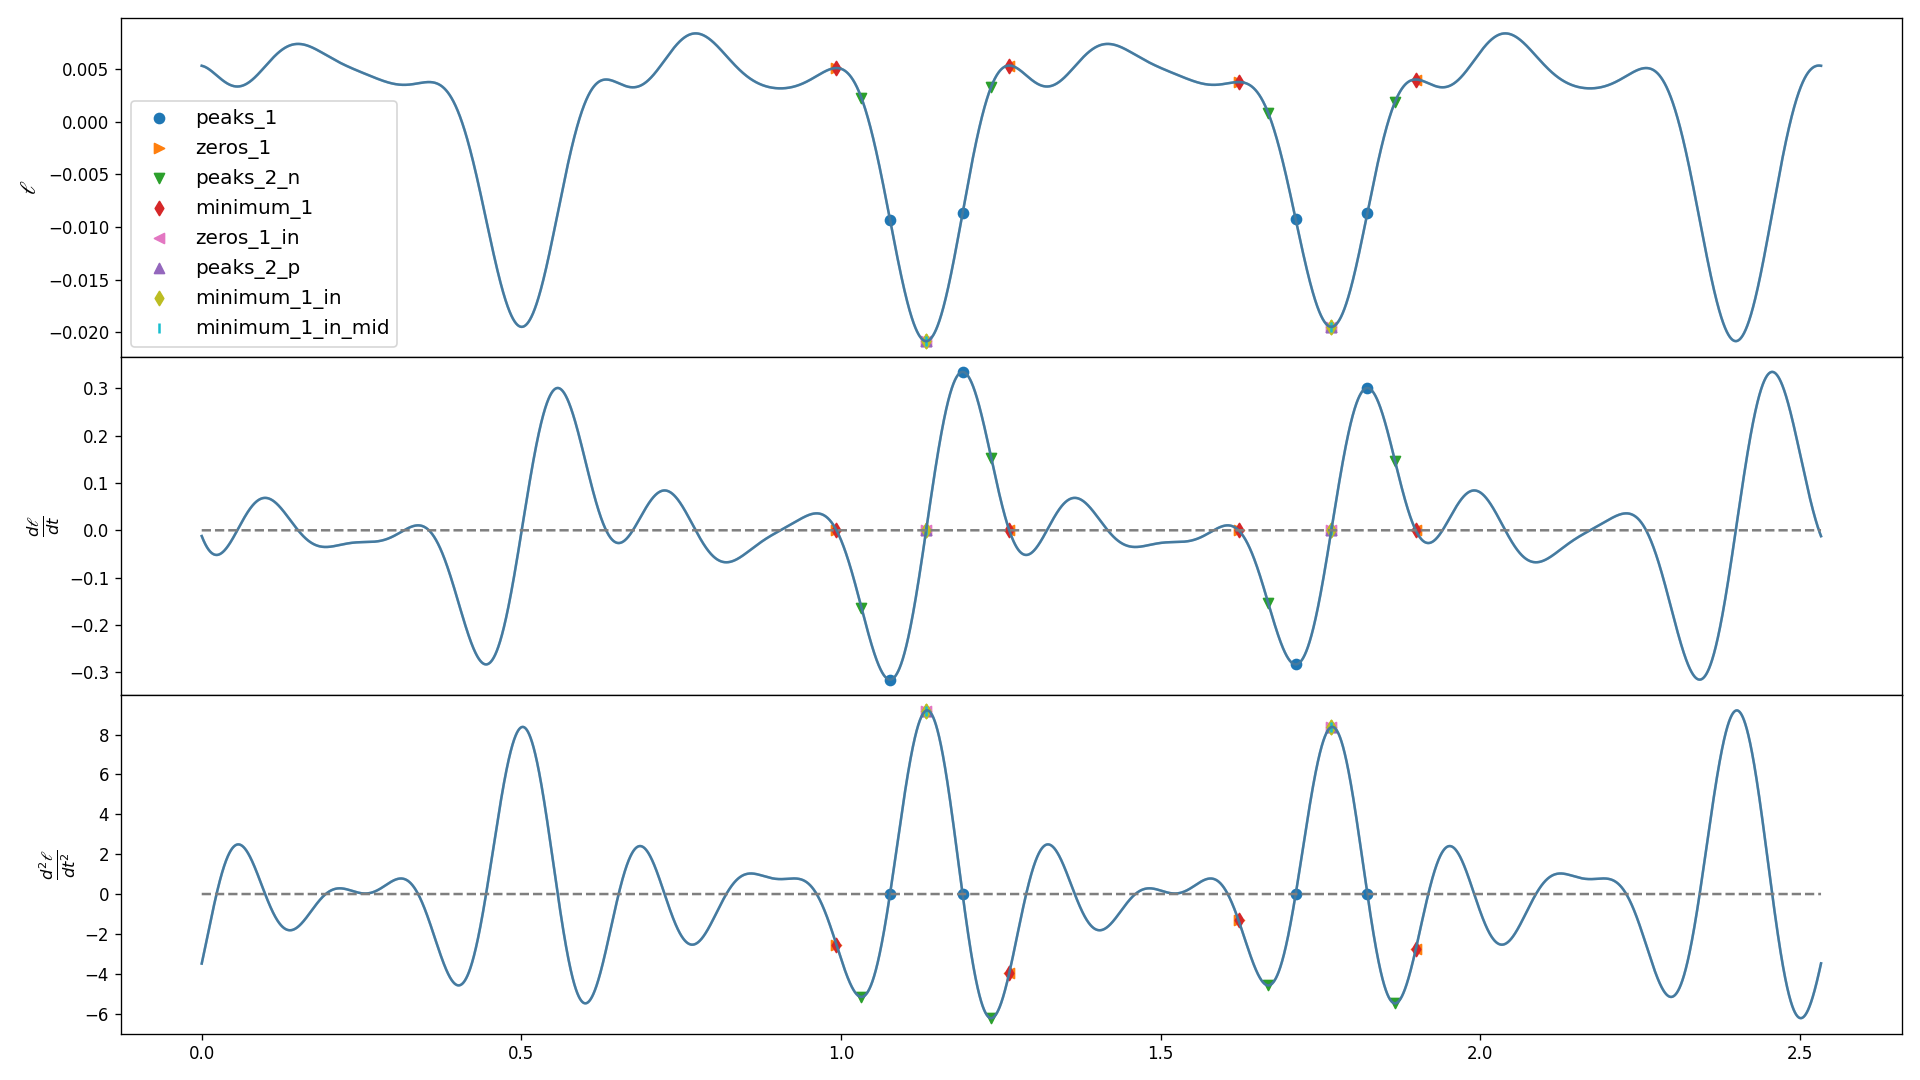 0.005
0.000
−0.005
−0.010
−0.015
−0.020
ℓ
peaks_1
zeros_1
peaks_2_n
minimum_1
zeros_1_in
peaks_2_p
minimum_1_in
minimum_1_in_mid
0.3
0.2
0.1
0.0
−0.1
−0.2
−0.3
dℓ
dt
8
6
4
2
0
−2
−4
−6
d²ℓ
dt²
0.0 0.5 1.0 1.5 2.0 2.5